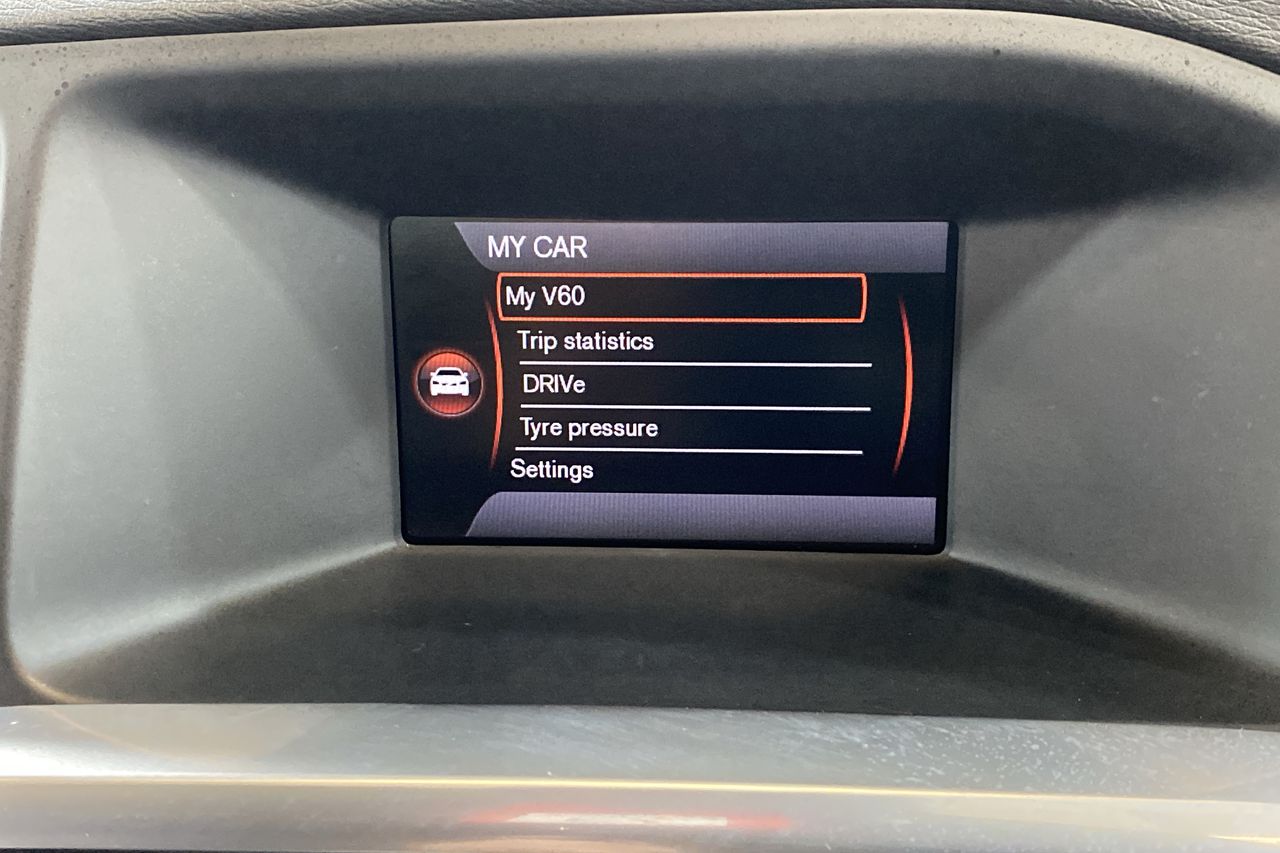 MY CAR
My V60
Trip statistics
DRIVe
Tyre pressure
Settings